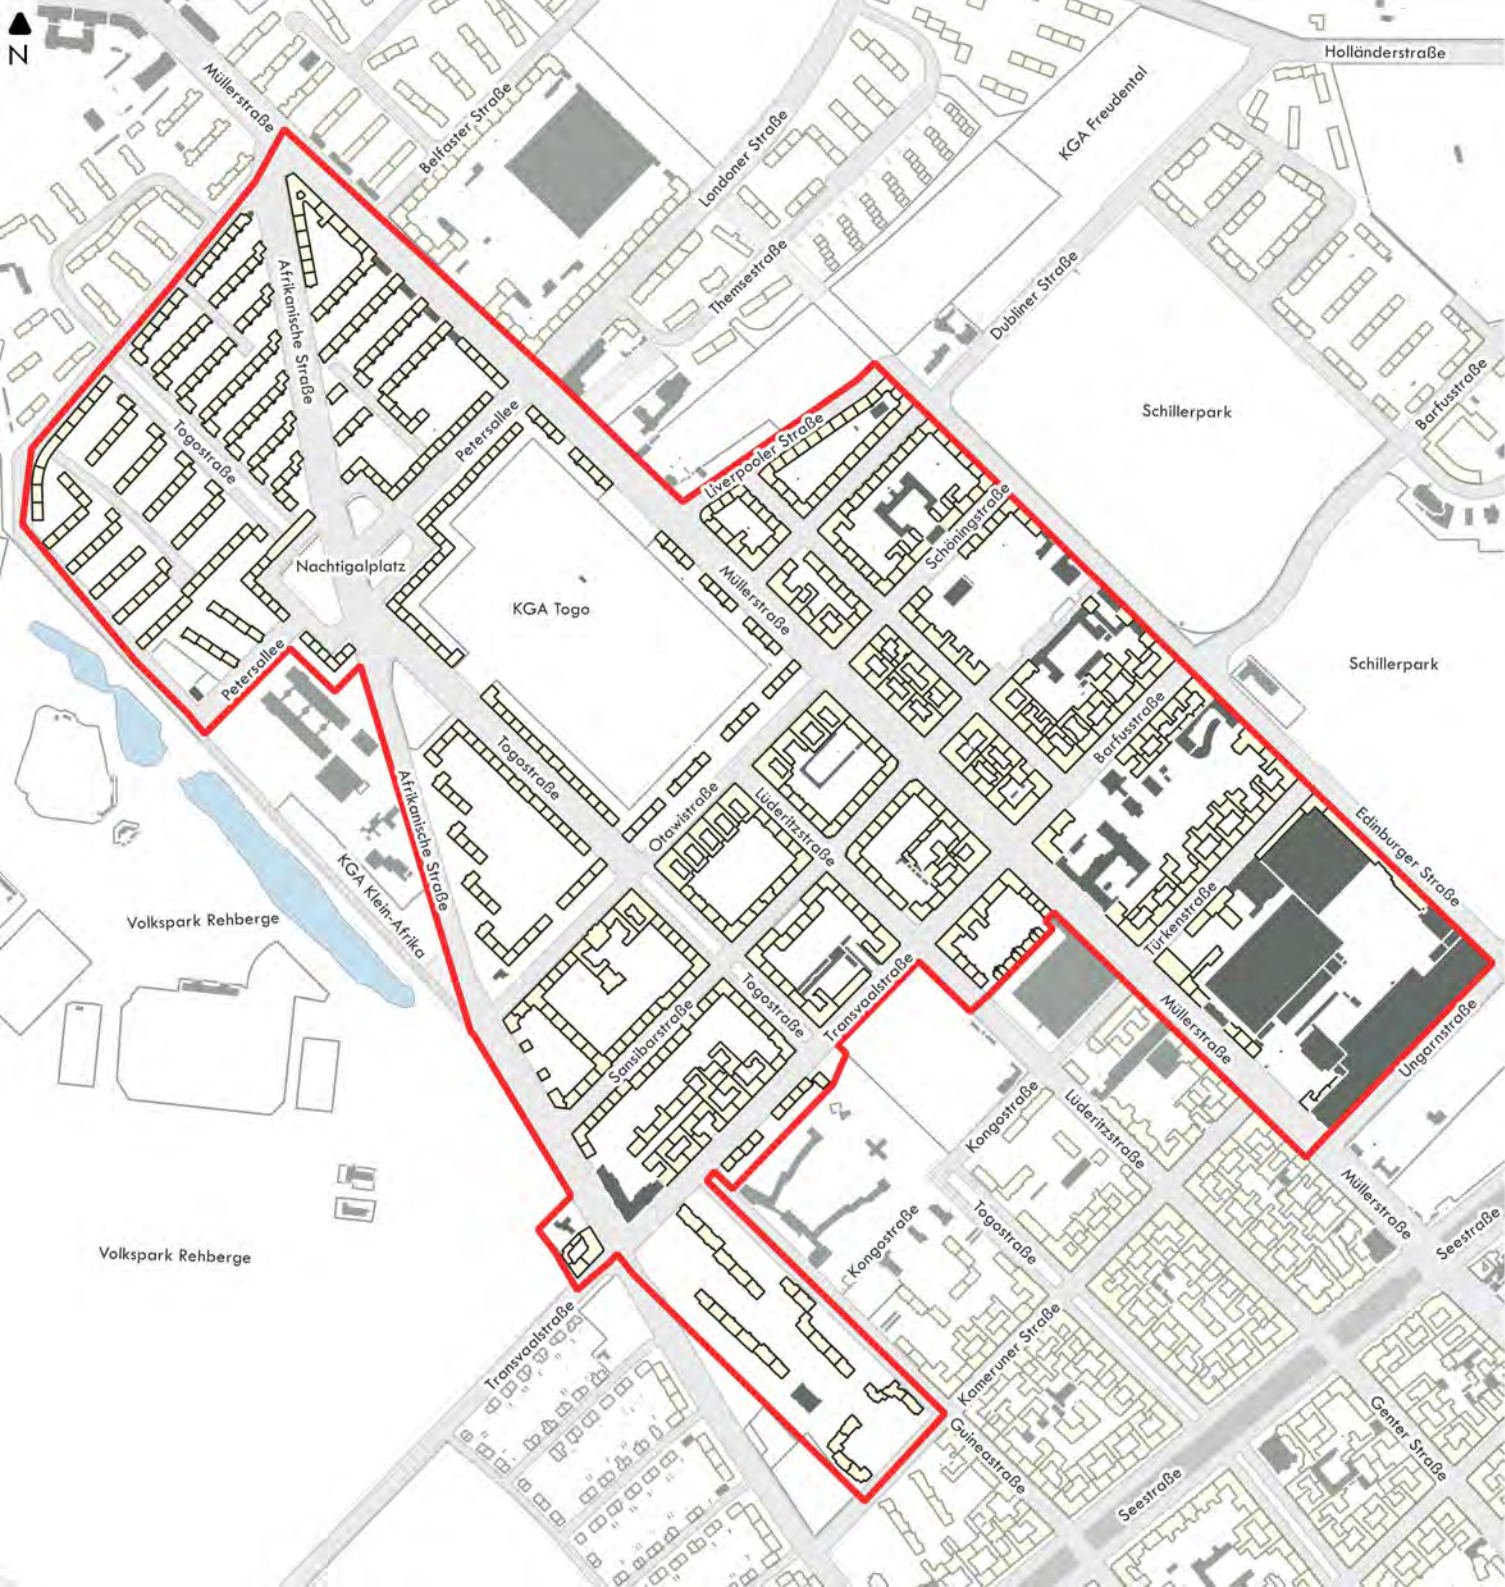 N
Holländerstraße
Müllerstraße
KGA Freudental
Belfaster Straße
Londoner Straße
Themsestraße
Dubliner Straße
Afrikanische Straße
Barfusstraße
Schillerpark
Petersallee
Togostraße
Liverpooler Straße
Schöningstraße
Nachtigalplatz
KGA Togo
Müllerstraße
Petersallee
Schillerpark
Barfusstraße
Togostraße
Otawistraße
Lüderitzstraße
Afrikanische Straße
Edinburger Straße
KGA Klein-Afrika
Volkspark Rehberge
Türkenstraße
Togostraße
Transvaalstraße
Sansibarstraße
Müllerstraße
Ungarnstraße
Kongostraße
Lüderitzstraße
Müllerstraße
Seestraße
Togostraße
Kongostraße
Volkspark Rehberge
Transvaalstraße
Kameruner Straße
Guineastraße
Genter Straße
Seestraße